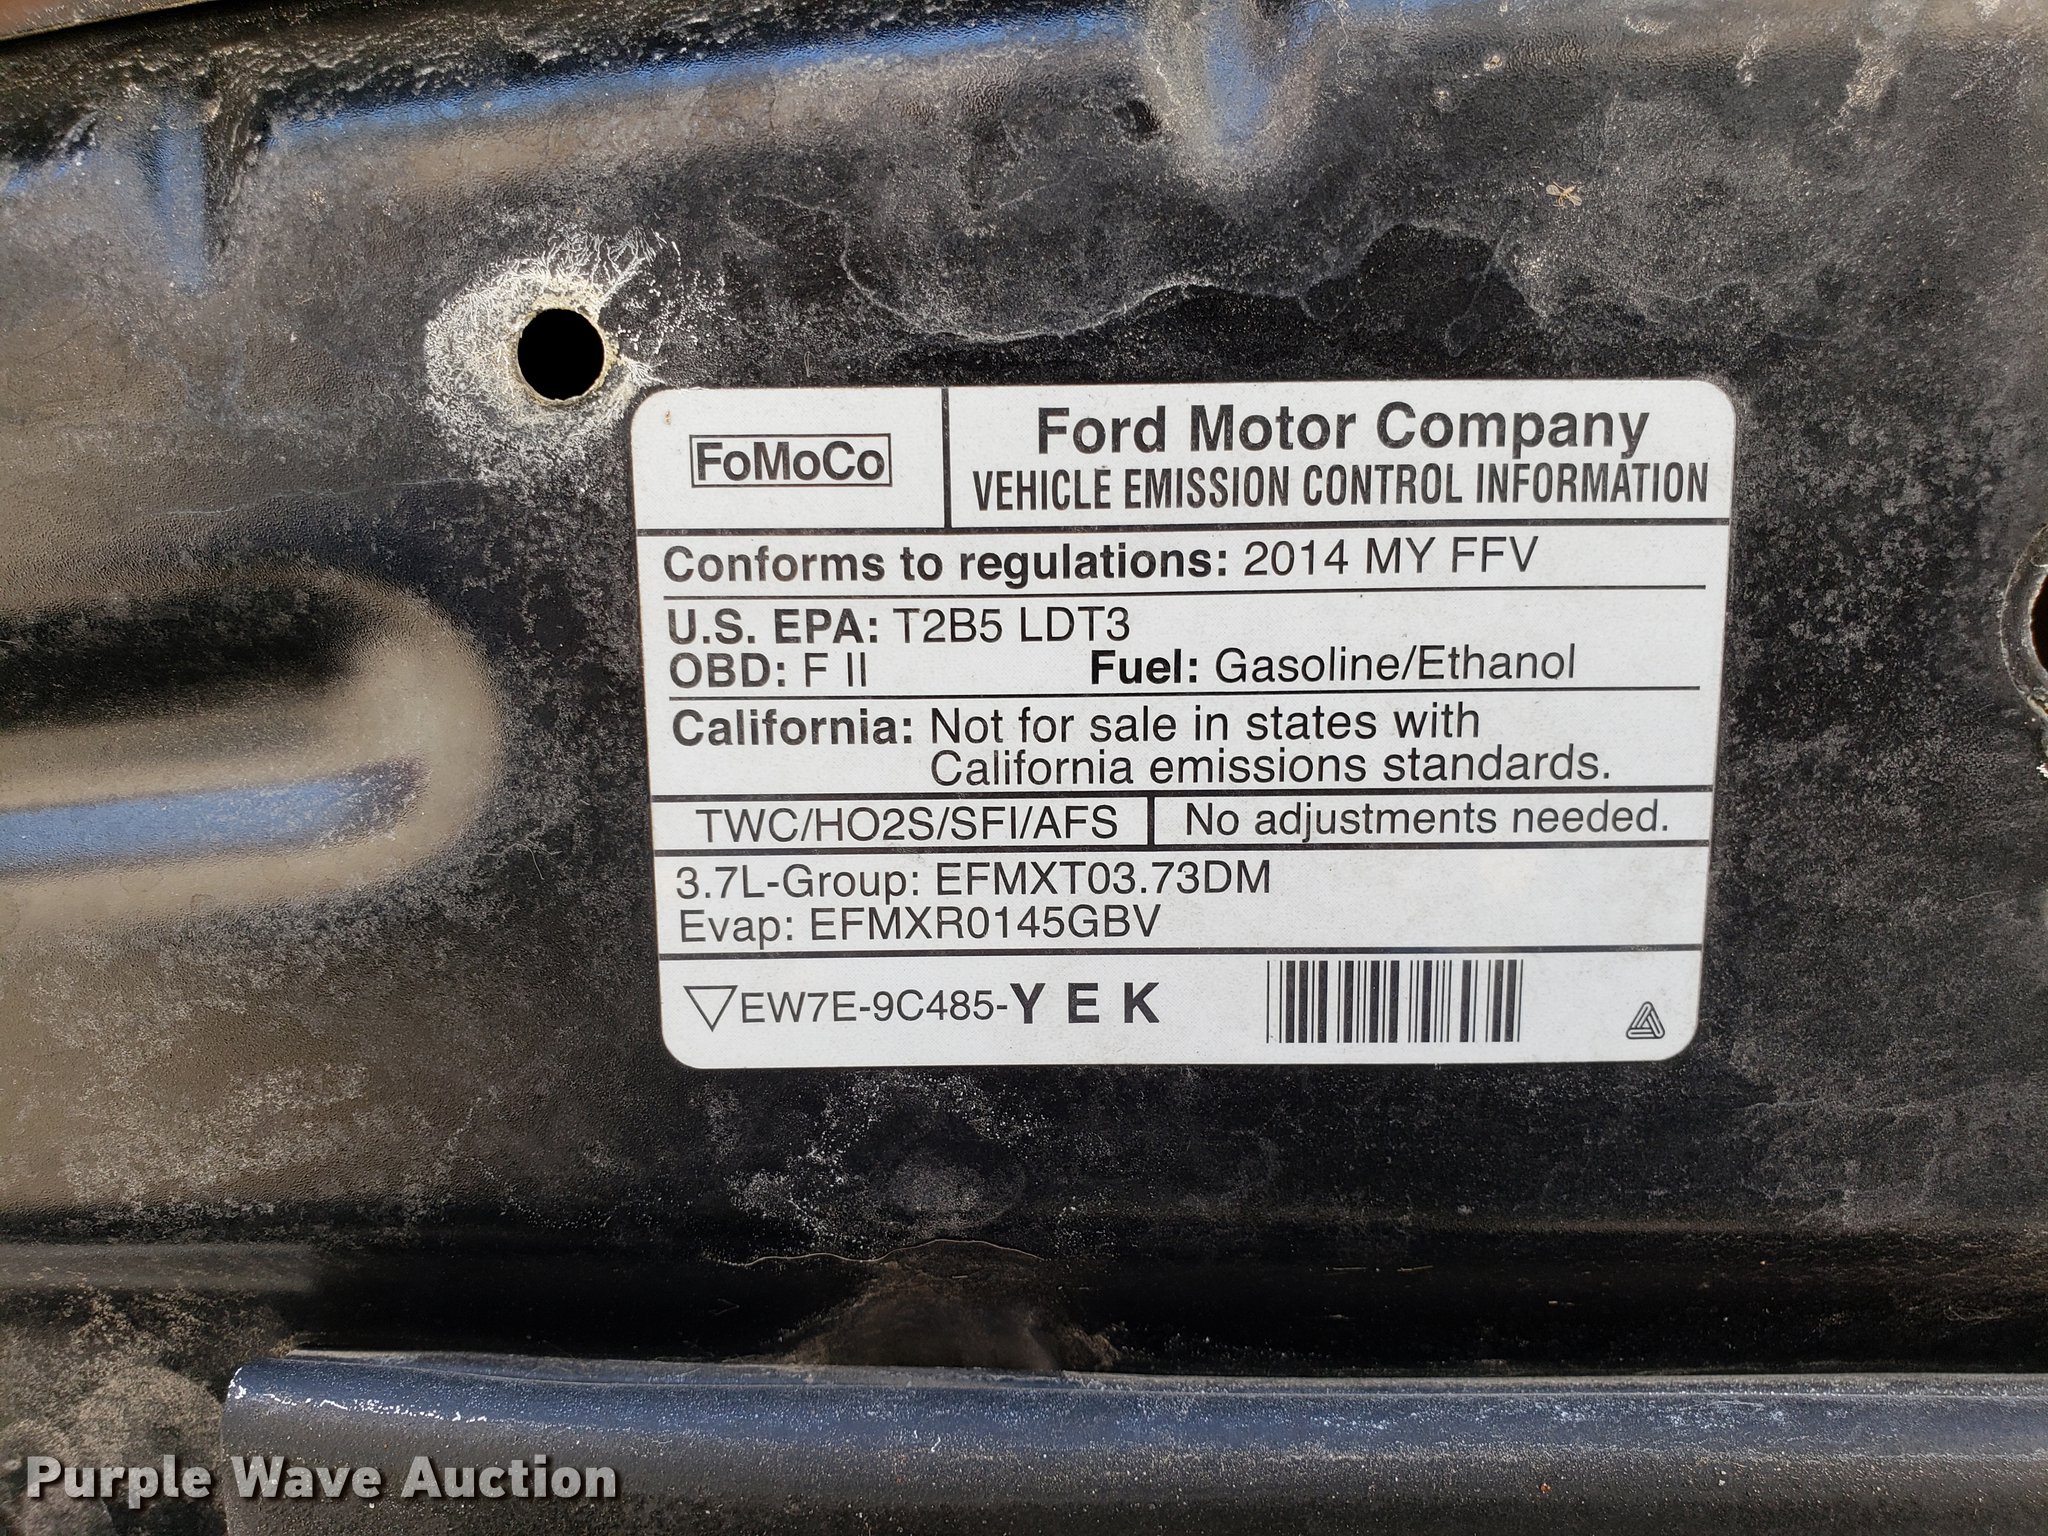 FoMoCo
Ford Motor Company
VEHICLE EMISSION CONTROL INFORMATION
Conforms to regulations: 2014 MY FFV
U.S. EPA: T2B5 LDT3
OBD: F II Fuel: Gasoline/Ethanol
California: Not for sale in states with
California emissions standards.
TWC/HO2S/SFI/AFS No adjustments needed.
3.7L-Group: EFMXT03.73DM
Evap: EFMXR0145GBV
EW7E-9C485-YEK
Purple Wave Auction